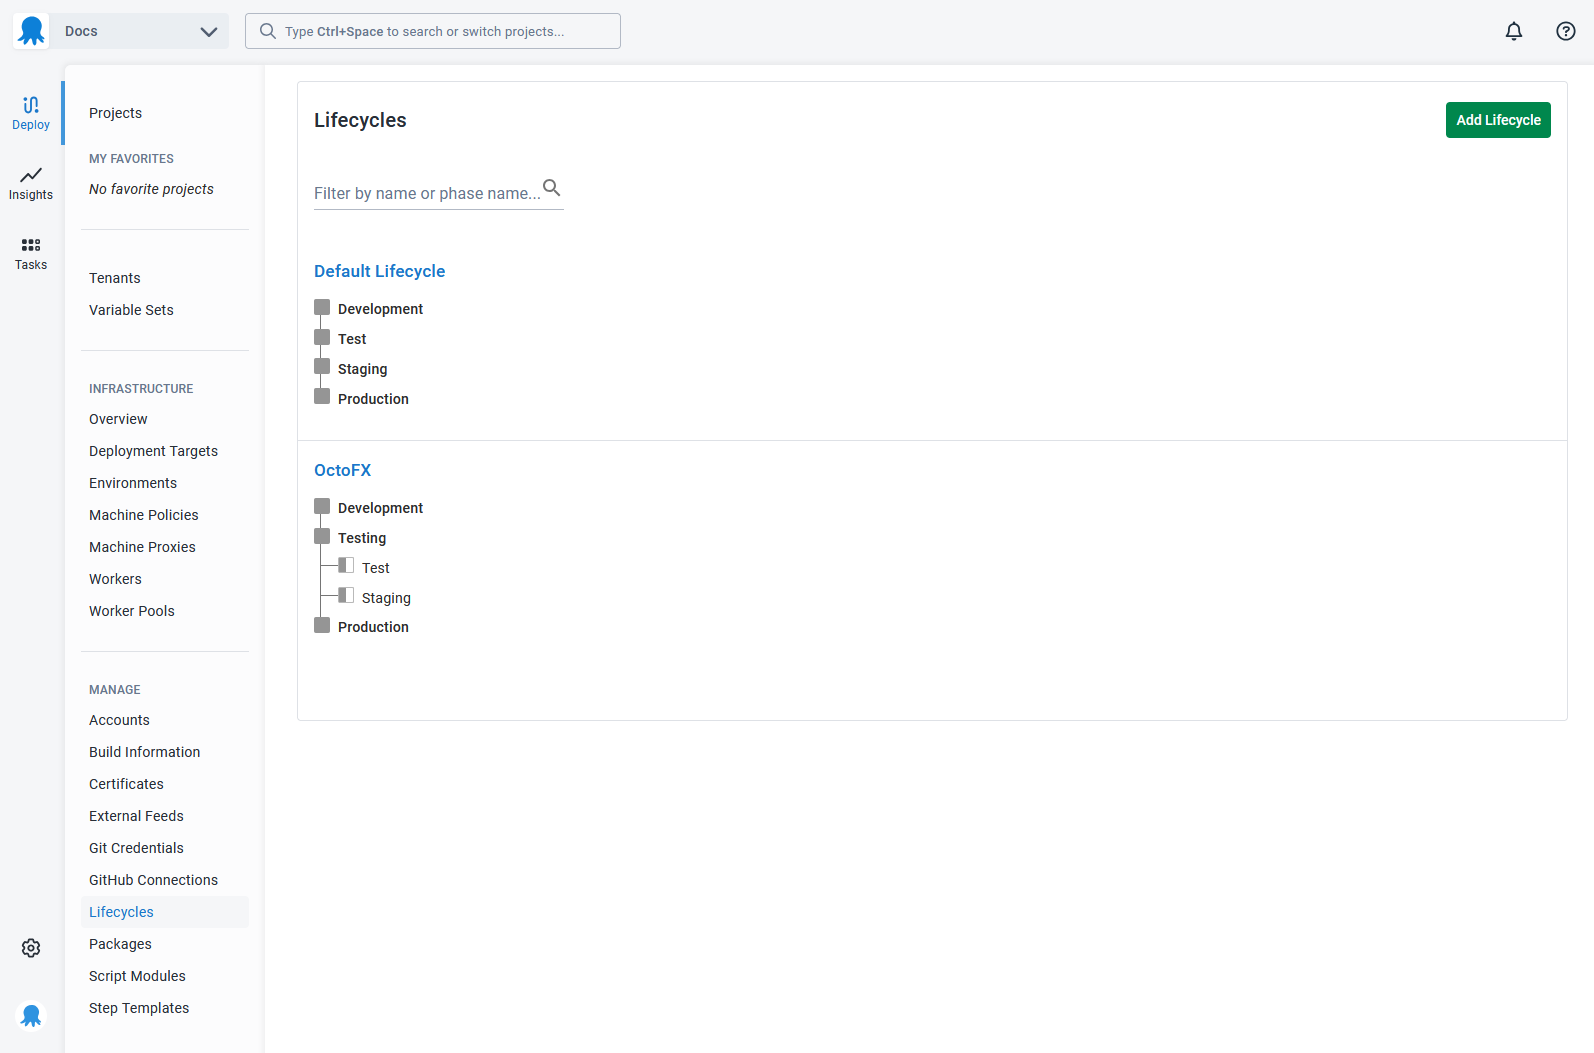 Docs
Type Ctrl+Space to search or switch projects...
Deploy
Insights
Tasks
Projects
MY FAVORITES
No favorite projects
Tenants
Variable Sets
INFRASTRUCTURE
Overview
Deployment Targets
Environments
Machine Policies
Machine Proxies
Workers
Worker Pools
MANAGE
Accounts
Build Information
Certificates
External Feeds
Git Credentials
GitHub Connections
Lifecycles
Packages
Script Modules
Step Templates
Lifecycles
Add Lifecycle
Filter by name or phase name...
Default Lifecycle
Development
Test
Staging
Production
OctoFX
Development
Testing
Test
Staging
Production